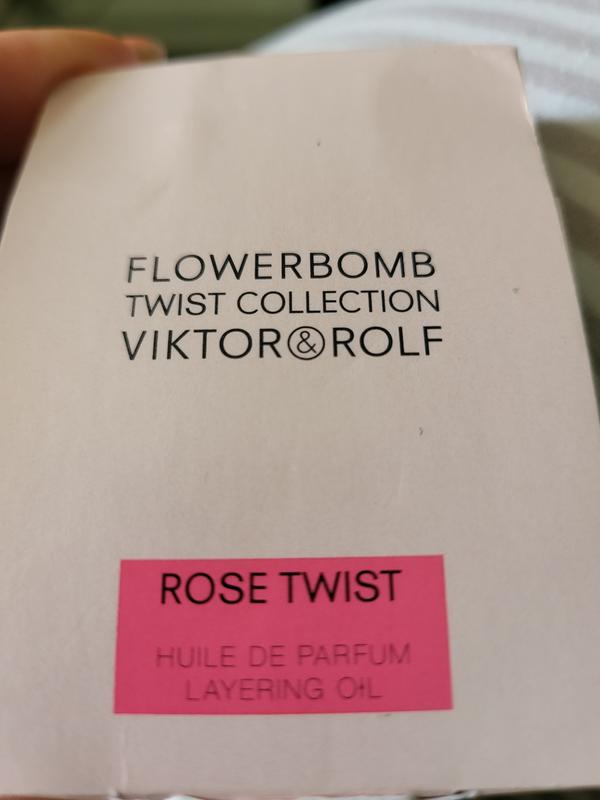 FLOWERBOMB
TWIST COLLECTION
VIKTOR&ROLF
ROSE TWIST
HUILE DE PARFUM
LAYERING OIL